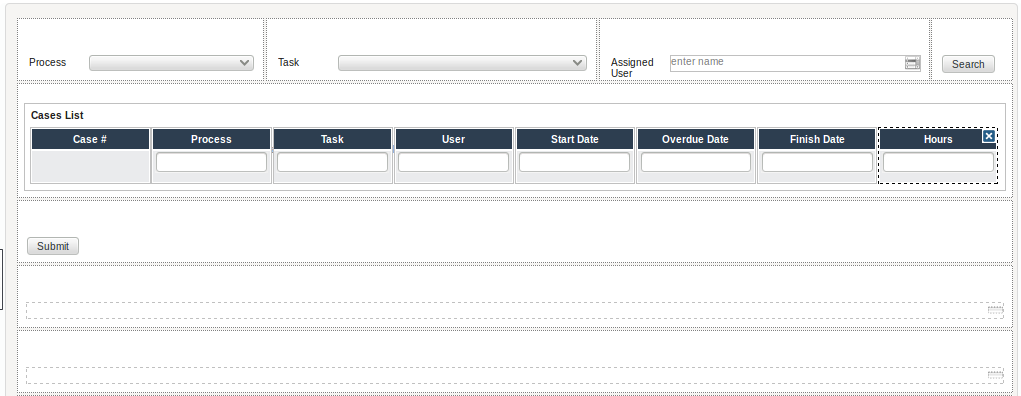 Process
Task
Assigned
User
enter name
Search
Cases List
Case # Process Task User Start Date Overdue Date Finish Date Hours
Submit